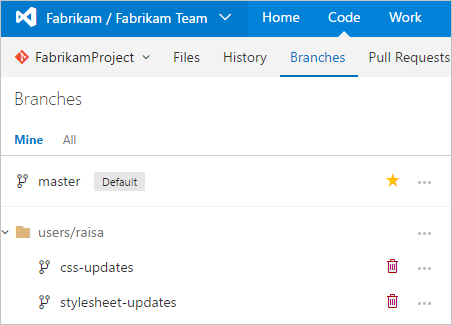 Fabrikam / Fabrikam Team Home Code Work
FabrikamProject Files History Branches Pull Requests
Branches
Mine All
master Default
users/raisa
css-updates
stylesheet-updates